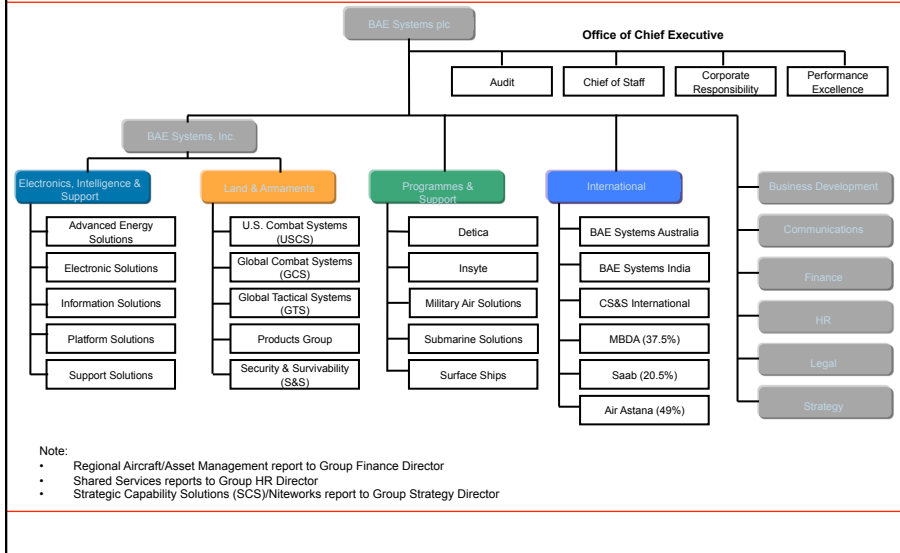 BAE Systems plc
Office of Chief Executive
Audit
Chief of Staff
Corporate
Responsibility
Performance
Excellence
BAE Systems, Inc.
Electronics, Intelligence &
Support
Land & Armaments
Programmes &
Support
International
Business Development
Advanced Energy
Solutions
Electronic Solutions
Information Solutions
Platform Solutions
Support Solutions
U.S. Combat Systems
(USCS)
Global Combat Systems
(GCS)
Global Tactical Systems
(GTS)
Products Group
Security & Survivability
(S&S)
Detica
Insyte
Military Air Solutions
Submarine Solutions
Surface Ships
BAE Systems Australia
BAE Systems India
CS&S International
MBDA (37.5%)
Saab (20.5%)
Air Astana (49%)
Communications
Finance
HR
Legal
Strategy
Note:
• Regional Aircraft/Asset Management report to Group Finance Director
• Shared Services reports to Group HR Director
• Strategic Capability Solutions (SCS)/Niteworks report to Group Strategy Director